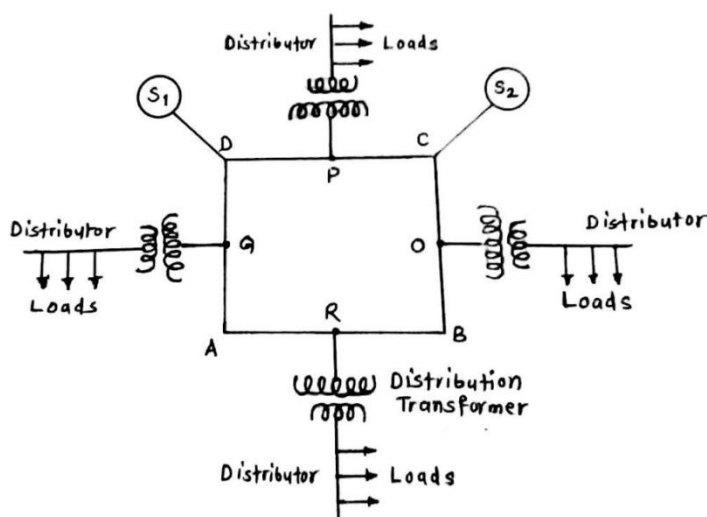 Distributor
Loads
S1
S2
D
C
P
Distributor
Loads
Q
O
Distributor
Loads
A
R
B
Distribution
Transformer
Distributor
Loads